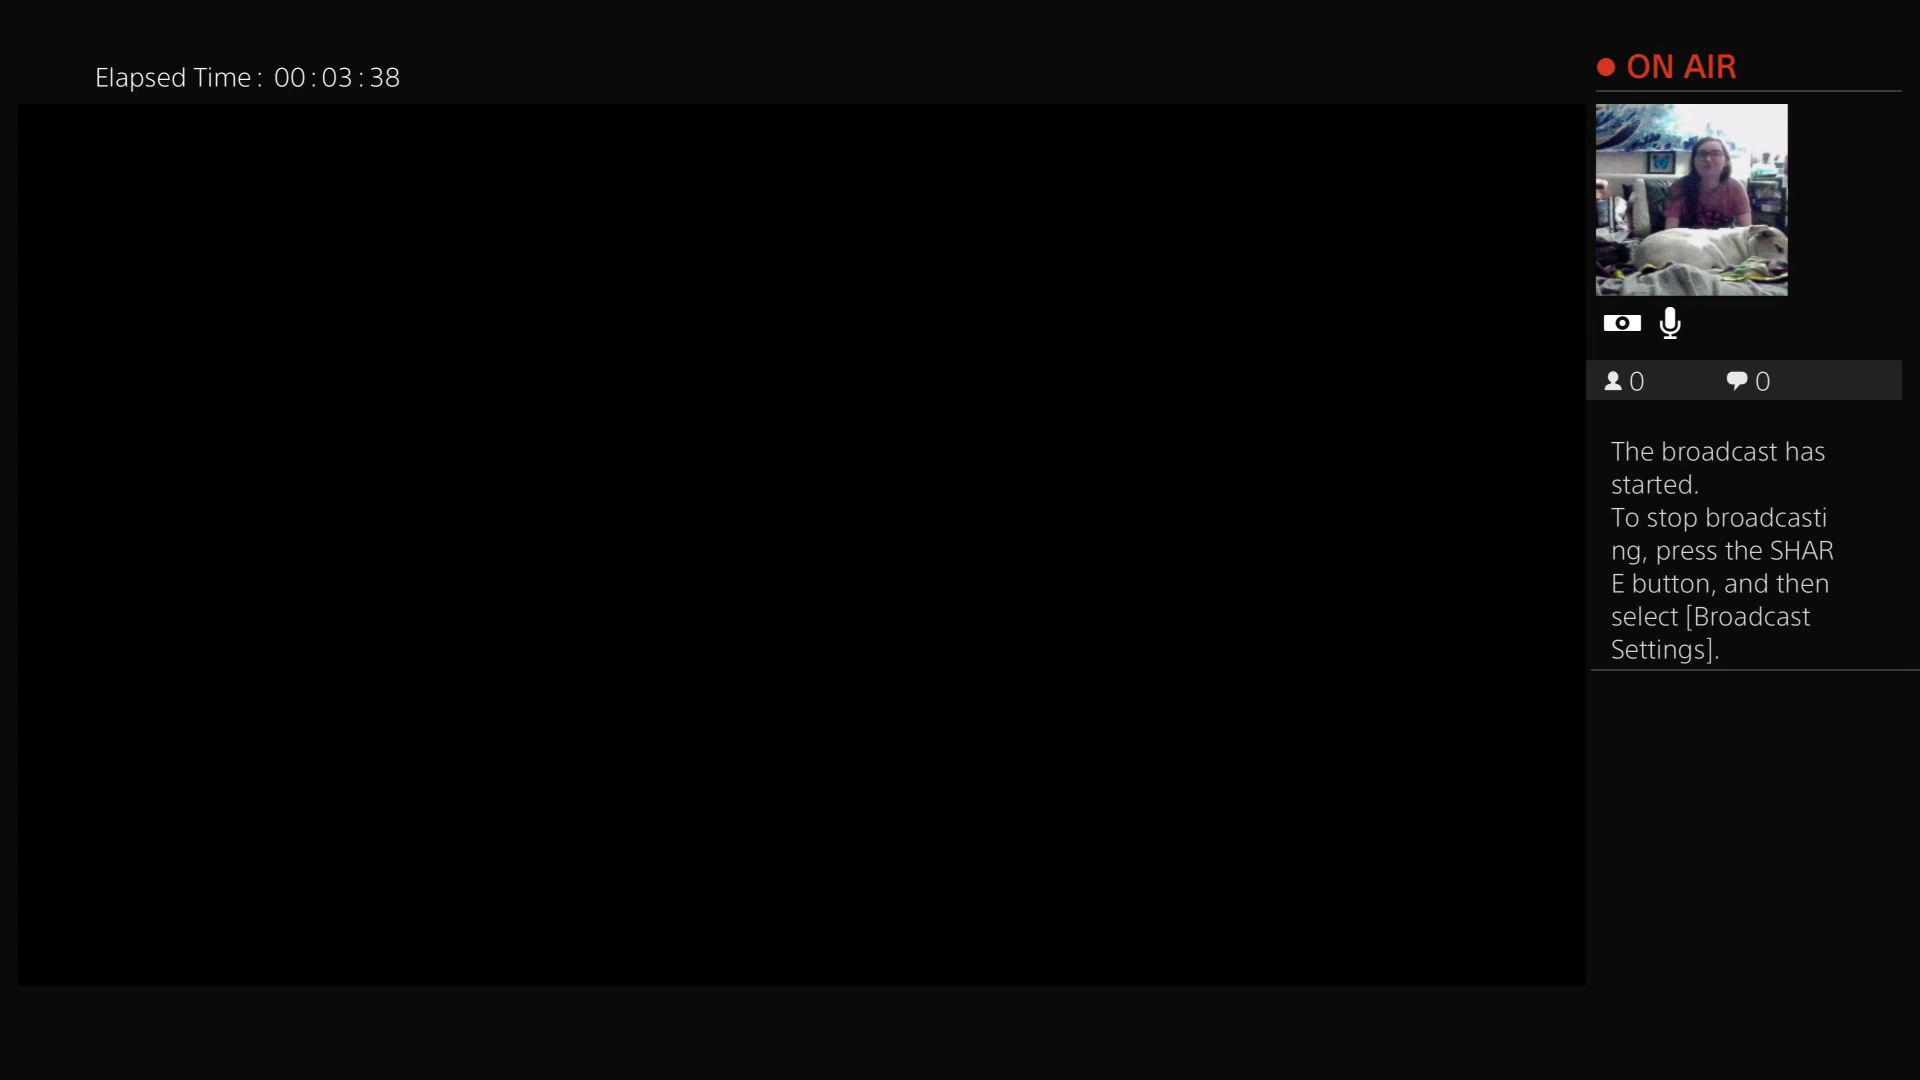 Elapsed Time : 00 : 03 : 38
ON AIR
0 0
The broadcast has
started.
To stop broadcasti
ng, press the SHAR
E button, and then
select [Broadcast
Settings].